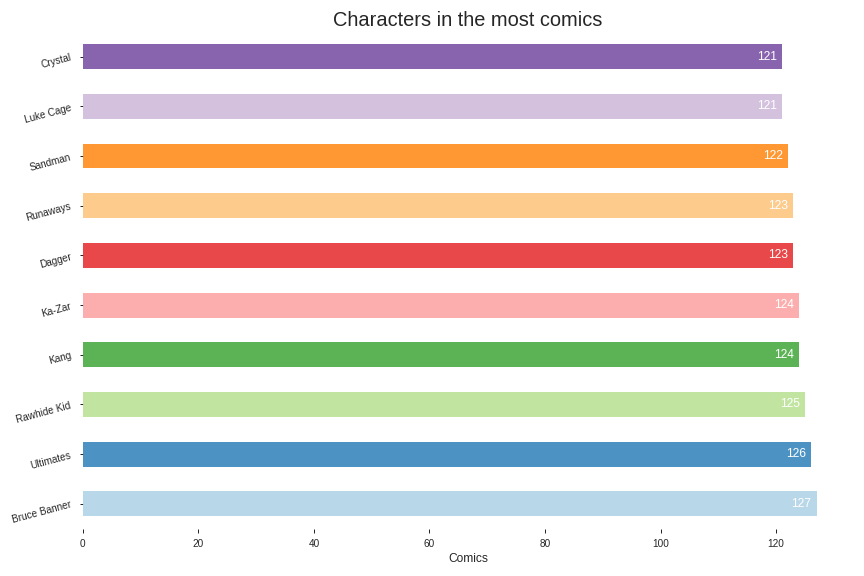 Characters in the most comics
Crystal 121
Luke Cage 121
Sandman 122
Runaways 123
Dagger 123
Ka-Zar 124
Kang 124
Rawhide Kid 125
Ultimates 126
Bruce Banner 127
0 20 40 60 80 100 120
Comics